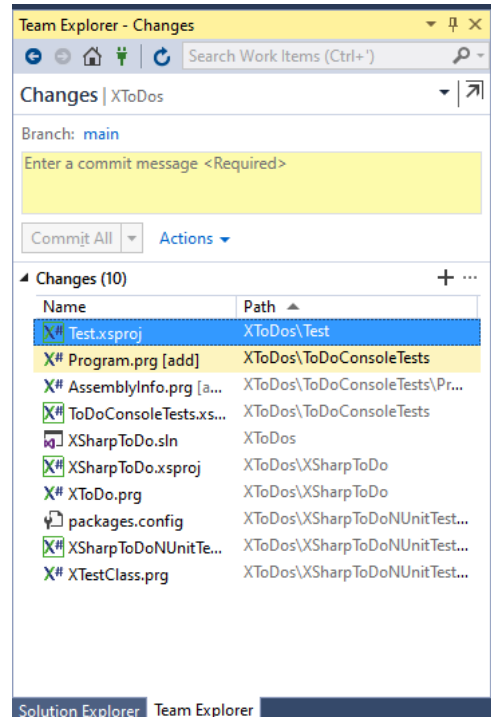 Team Explorer - Changes
Search Work Items (Ctrl+')
Changes | XToDos
Branch: main
Enter a commit message <Required>
Commit All Actions
Changes (10)
Name Path
X# Test.xsproj XToDos\Test
X# Program.prg [add] XToDos\ToDoConsoleTests
X# AssemblyInfo.prg [a... XToDos\ToDoConsoleTests\Pr...
X# ToDoConsoleTests.xs... XToDos\ToDoConsoleTests
XSharpToDo.sln XToDos
X# XSharpToDo.xsproj XToDos\XSharpToDo
X# XToDo.prg XToDos\XSharpToDo
packages.config XToDos\XSharpToDoNUnitTest...
X# XSharpToDoNUnitTe... XToDos\XSharpToDoNUnitTest...
X# XTestClass.prg XToDos\XSharpToDoNUnitTest...
Solution Explorer Team Explorer